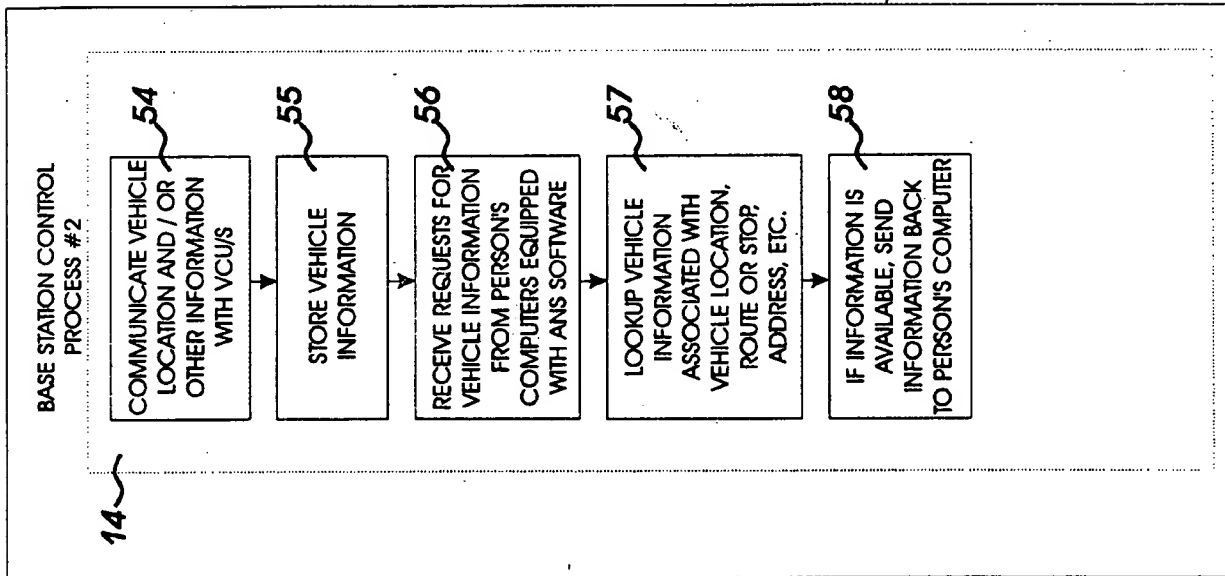 BASE STATION CONTROL
PROCESS #2
14
54
COMMUNICATE VEHICLE
LOCATION AND / OR
OTHER INFORMATION
WITH VCU/S
55
STORE VEHICLE
INFORMATION
56
RECEIVE REQUESTS FOR
VEHICLE INFORMATION
FROM PERSON'S
COMPUTERS EQUIPPED
WITH ANS SOFTWARE
57
LOOKUP VEHICLE
INFORMATION
ASSOCIATED WITH
VEHICLE LOCATION,
ROUTE OR STOP,
ADDRESS, ETC.
58
IF INFORMATION IS
AVAILABLE, SEND
INFORMATION BACK
TO PERSON'S COMPUTER